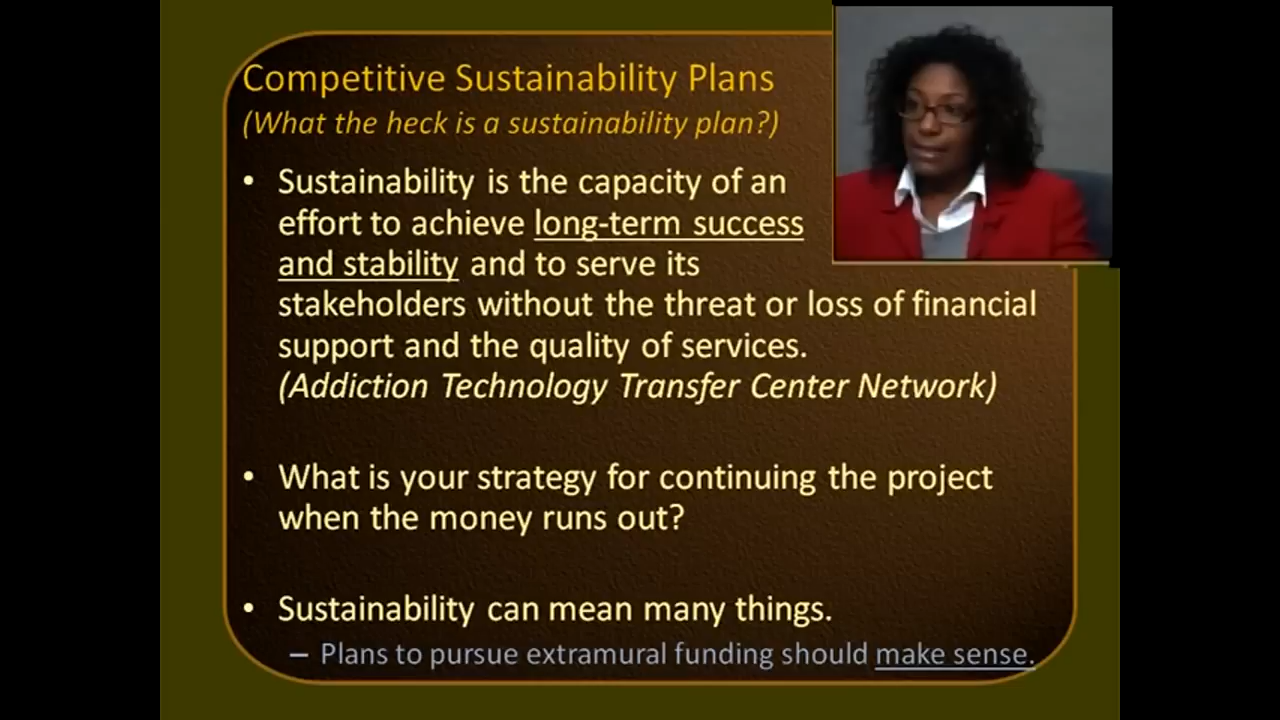 Competitive Sustainability Plans
(What the heck is a sustainability plan?)
• Sustainability is the capacity of an
effort to achieve long-term success
and stability and to serve its
stakeholders without the threat or loss of financial
support and the quality of services.
(Addiction Technology Transfer Center Network)
• What is your strategy for continuing the project
when the money runs out?
• Sustainability can mean many things.
– Plans to pursue extramural funding should make sense.